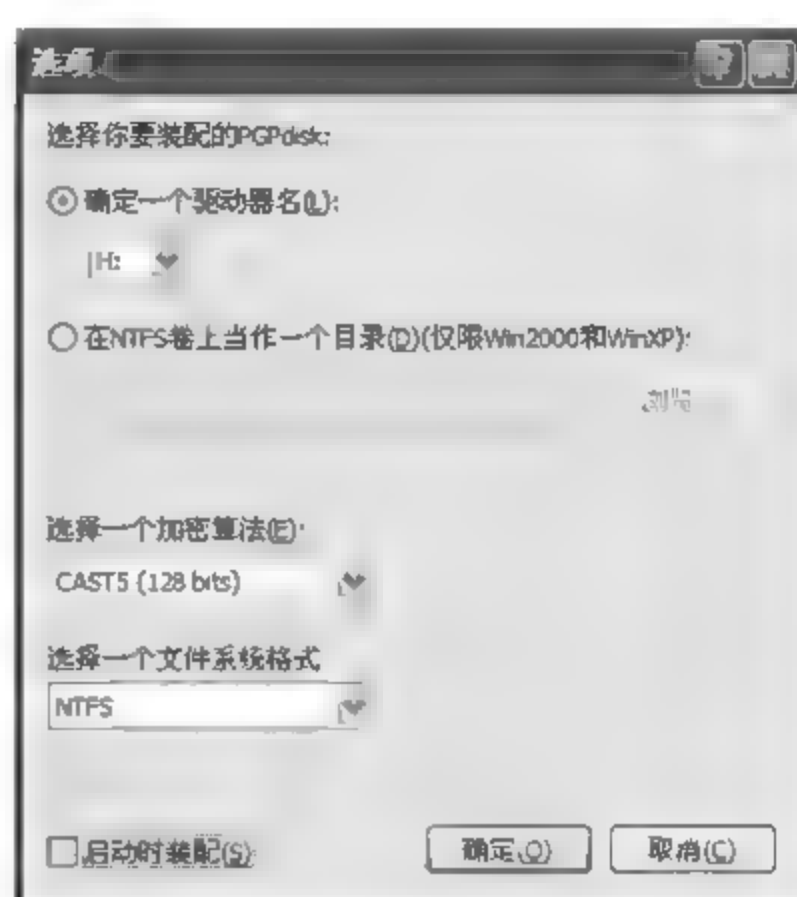 选项
选择你要装配的PGPdisk:
确定一个驱动器名(L):
H:
在NTFS卷上当作一个目录(D)(仅限Win2000和WinXP):
浏览
选择一个加密算法(E):
CAST5 (128 bits)
选择一个文件系统格式
NTFS
启动时装配(S)
确定(O)
取消(C)